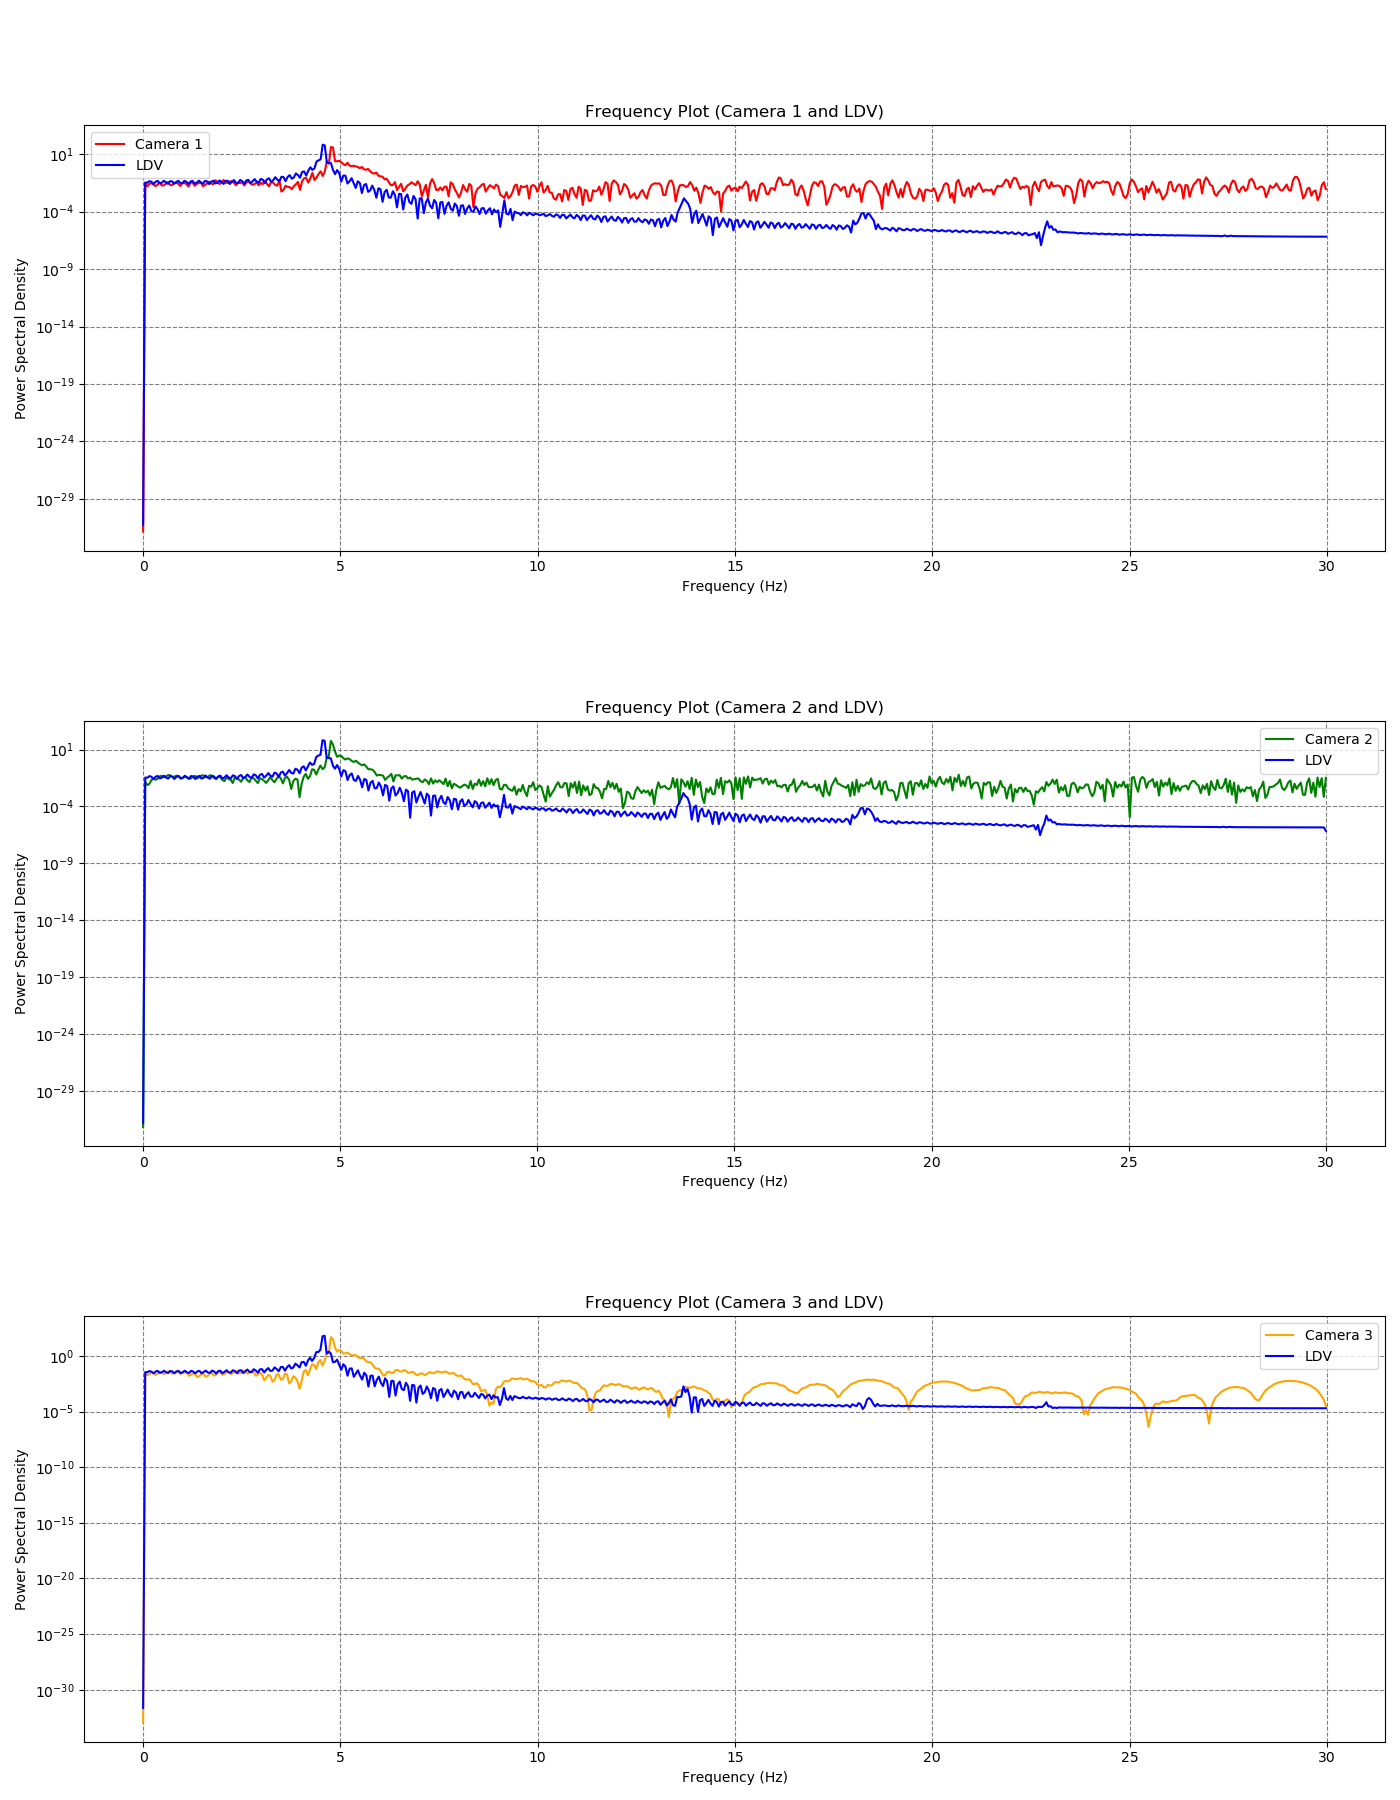 Frequency Plot (Camera 1 and LDV)
Camera 1
LDV
Power Spectral Density
10^1
10^-4
10^-9
10^-14
10^-19
10^-24
10^-29
0 5 10 15 20 25 30
Frequency (Hz)
Frequency Plot (Camera 2 and LDV)
Camera 2
LDV
Power Spectral Density
10^1
10^-4
10^-9
10^-14
10^-19
10^-24
10^-29
0 5 10 15 20 25 30
Frequency (Hz)
Frequency Plot (Camera 3 and LDV)
Camera 3
LDV
Power Spectral Density
10^0
10^-5
10^-10
10^-15
10^-20
10^-25
10^-30
0 5 10 15 20 25 30
Frequency (Hz)